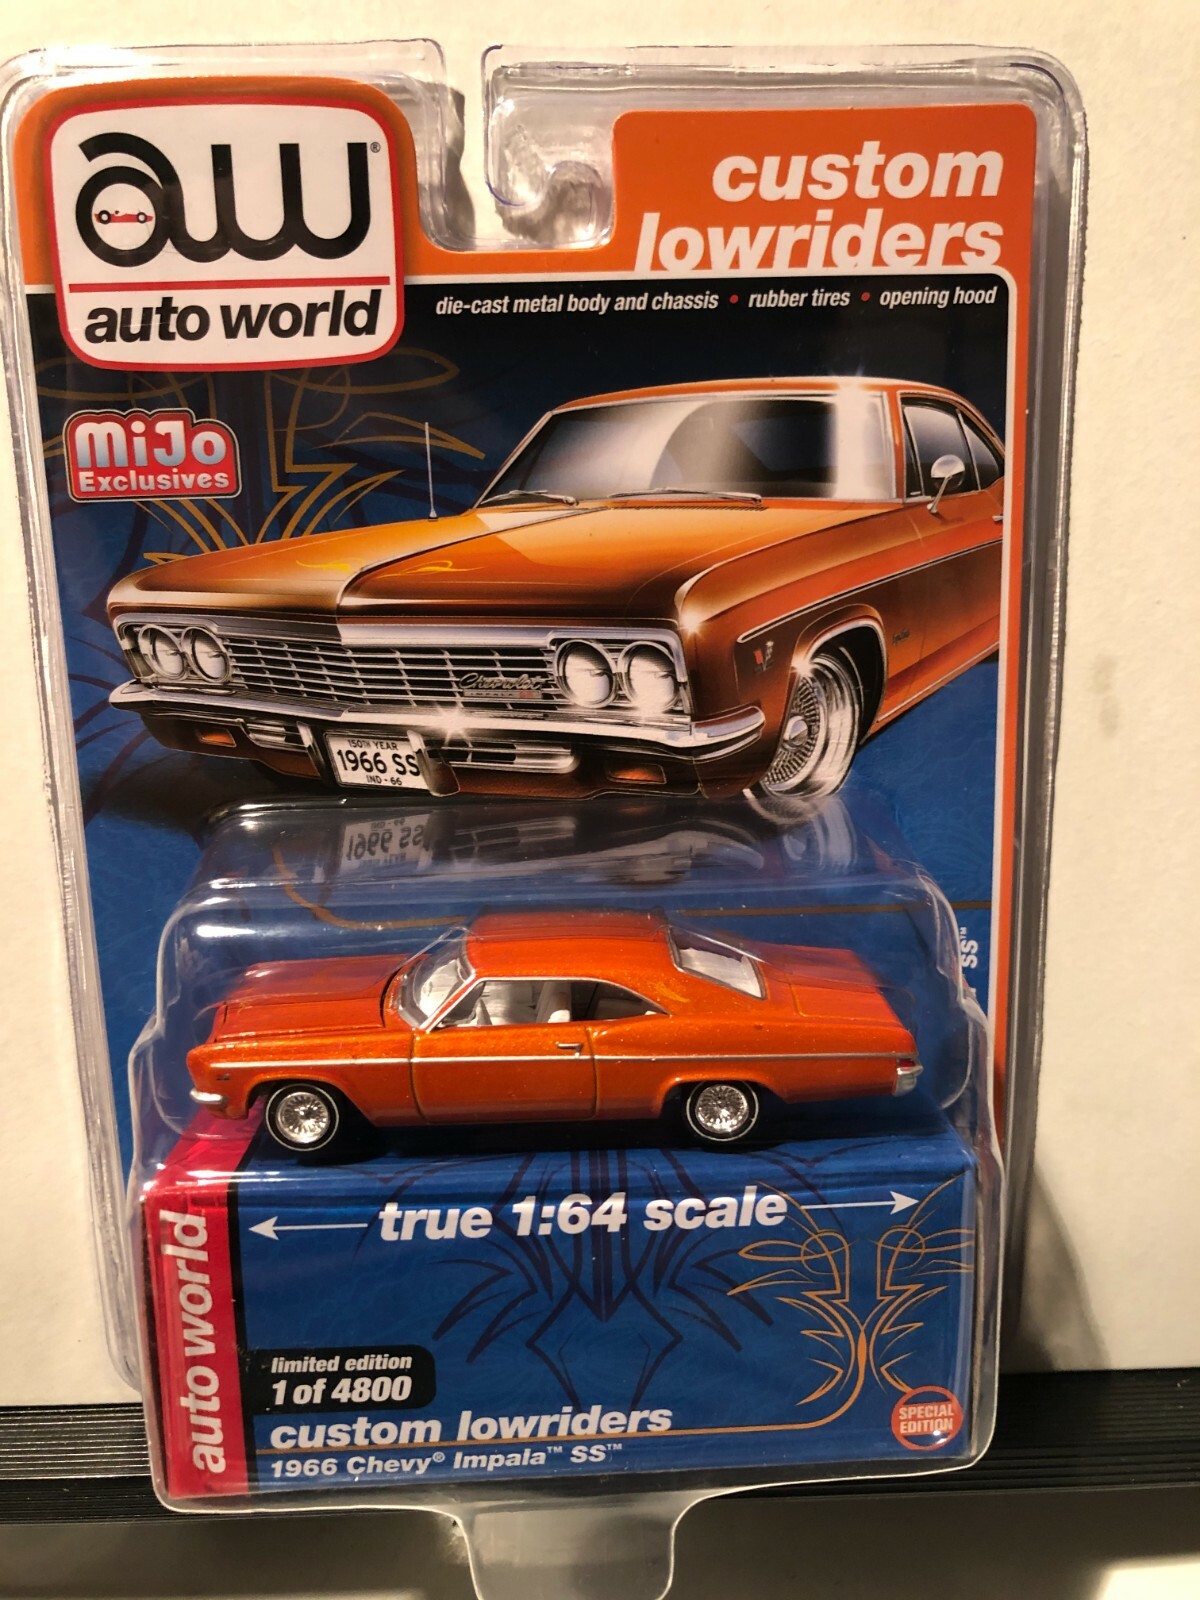 aw®
auto world
custom
lowriders
die-cast metal body and chassis • rubber tires • opening hood
MiJo
Exclusives
Chevrolet
150TH YEAR
1966 SS
IND - 66
SS™
true 1:64 scale
auto world
limited edition
1 of 4800
custom lowriders
1966 Chevy® Impala™ SS™
SPECIAL
EDITION